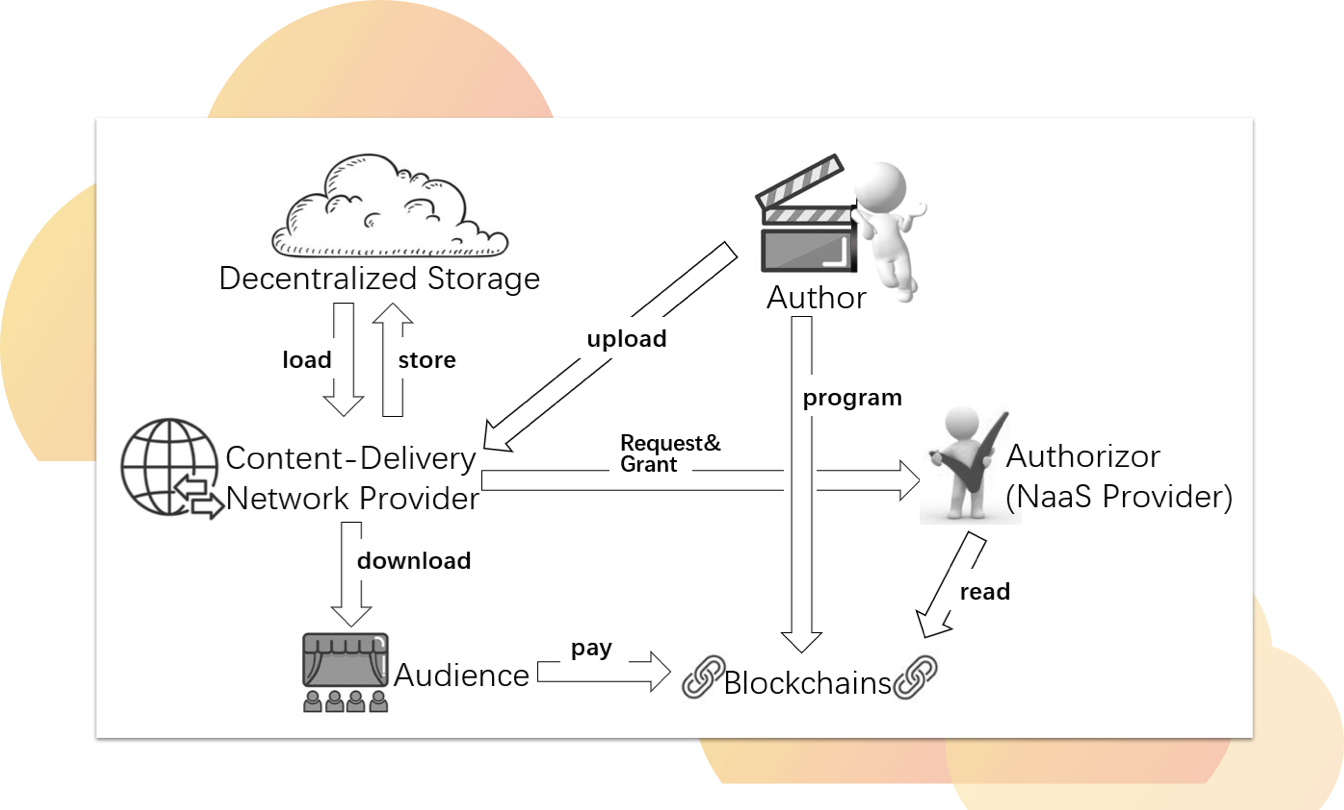 Decentralized Storage
Author
load
store
upload
program
Content-Delivery
Network Provider
Request&
Grant
Authorizor
(NaaS Provider)
download
read
Audience
pay
Blockchains